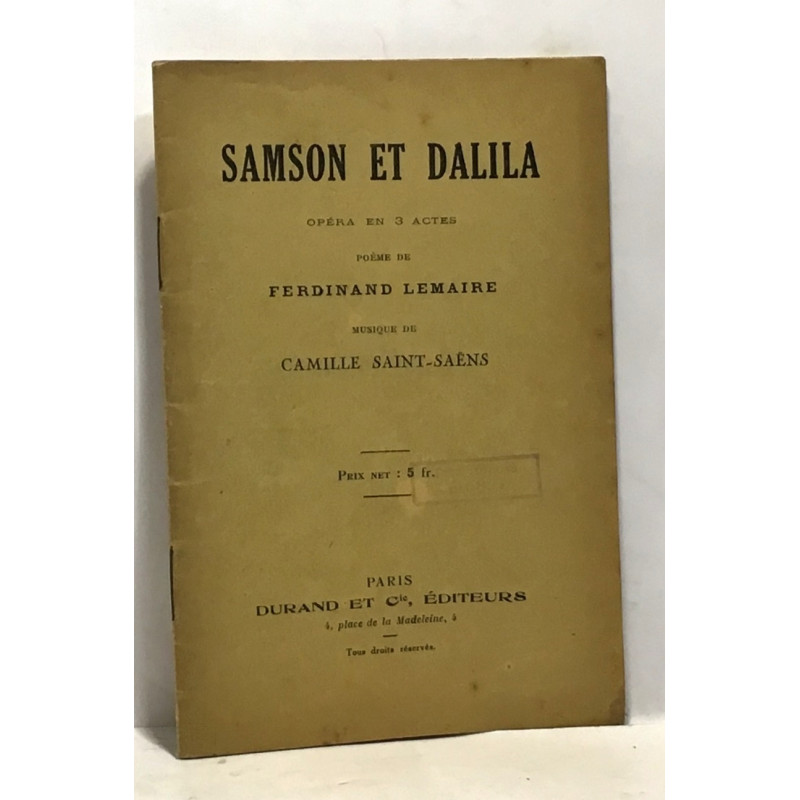 SAMSON ET DALILA
OPÉRA EN 3 ACTES
POÈME DE
FERDINAND LEMAIRE
MUSIQUE DE
CAMILLE SAINT-SAËNS
PRIX NET : 5 fr.
PARIS
DURAND ET Cie, ÉDITEURS
4, place de la Madeleine, 4
Tous droits réservés.